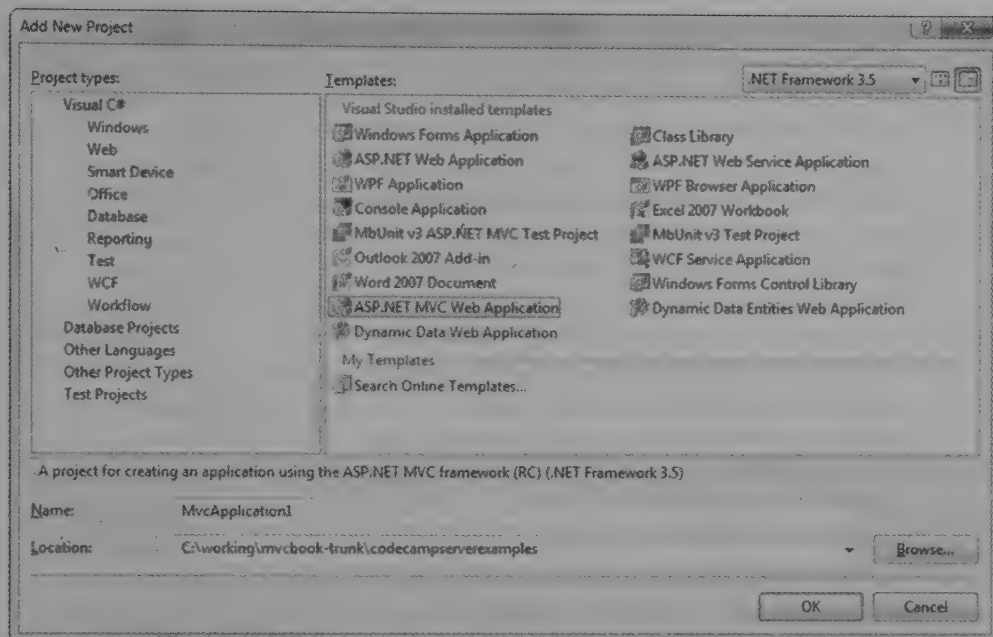 Add New Project
Project types:
Templates:
.NET Framework 3.5
Visual C#
Windows
Web
Smart Device
Office
Database
Reporting
Test
WCF
Workflow
Database Projects
Other Languages
Other Project Types
Test Projects
Visual Studio installed templates
Windows Forms Application
Class Library
ASP.NET Web Application
ASP.NET Web Service Application
WPF Application
WPF Browser Application
Console Application
Excel 2007 Workbook
MbUnit v3 ASP.NET MVC Test Project
MbUnit v3 Test Project
Outlook 2007 Add-in
WCF Service Application
Word 2007 Document
Windows Forms Control Library
ASP.NET MVC Web Application
Dynamic Data Entities Web Application
Dynamic Data Web Application
My Templates
Search Online Templates...
A project for creating an application using the ASP.NET MVC framework (RC) (.NET Framework 3.5)
Name:
MvcApplication1
Location:
C:\working\mvcbook-trunk\codecampserverexamples
Browse...
OK
Cancel